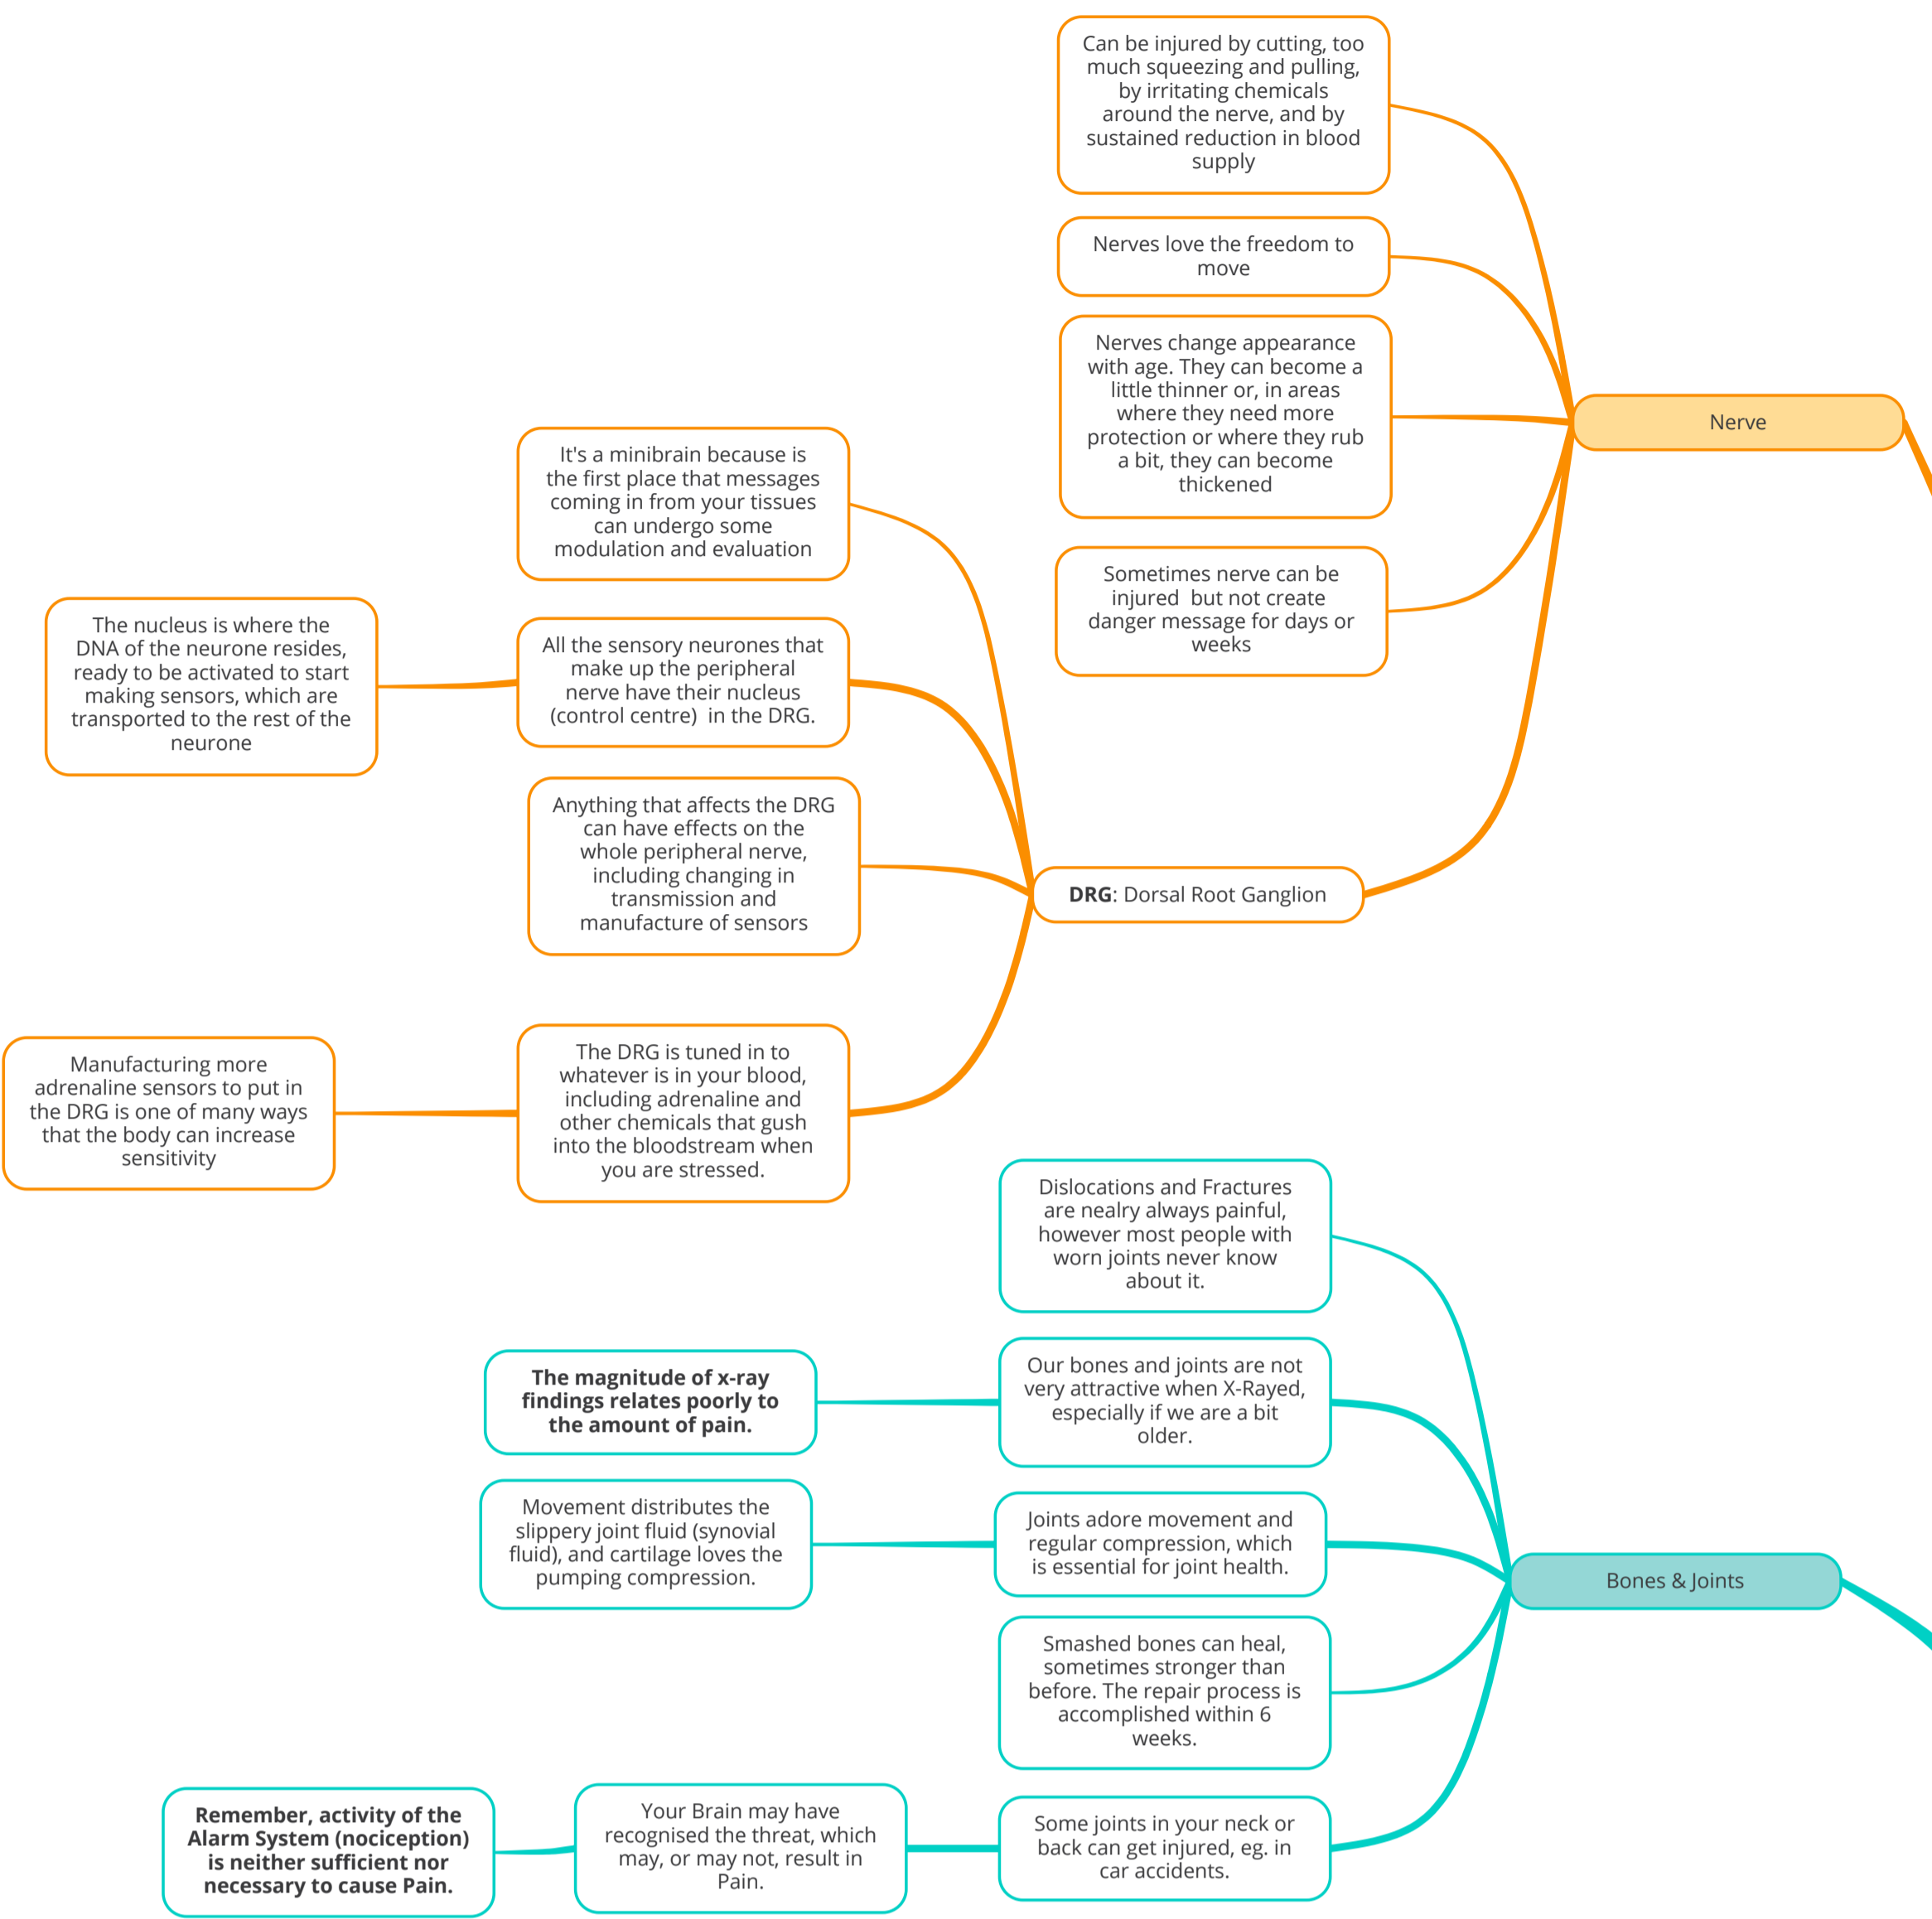 Can be injured by cutting, too
much squeezing and pulling,
by irritating chemicals
around the nerve, and by
sustained reduction in blood
supply
Nerves love the freedom to
move
Nerves change appearance
with age. They can become a
little thinner or, in areas
where they need more
protection or where they rub
a bit, they can become
thickened
Sometimes nerve can be
injured  but not create
danger message for days or
weeks
Nerve
It's a minibrain because is
the first place that messages
coming in from your tissues
can undergo some
modulation and evaluation
All the sensory neurones that
make up the peripheral
nerve have their nucleus
(control centre)  in the DRG.
The nucleus is where the
DNA of the neurone resides,
ready to be activated to start
making sensors, which are
transported to the rest of the
neurone
Anything that affects the DRG
can have effects on the
whole peripheral nerve,
including changing in
transmission and
manufacture of sensors
DRG: Dorsal Root Ganglion
The DRG is tuned in to
whatever is in your blood,
including adrenaline and
other chemicals that gush
into the bloodstream when
you are stressed.
Manufacturing more
adrenaline sensors to put in
the DRG is one of many ways
that the body can increase
sensitivity
Dislocations and Fractures
are nealry always painful,
however most people with
worn joints never know
about it.
Our bones and joints are not
very attractive when X-Rayed,
especially if we are a bit
older.
The magnitude of x-ray
findings relates poorly to
the amount of pain.
Joints adore movement and
regular compression, which
is essential for joint health.
Movement distributes the
slippery joint fluid (synovial
fluid), and cartilage loves the
pumping compression.
Bones & Joints
Smashed bones can heal,
sometimes stronger than
before. The repair process is
accomplished within 6
weeks.
Some joints in your neck or
back can get injured, eg. in
car accidents.
Your Brain may have
recognised the threat, which
may, or may not, result in
Pain.
Remember, activity of the
Alarm System (nociception)
is neither sufficient nor
necessary to cause Pain.